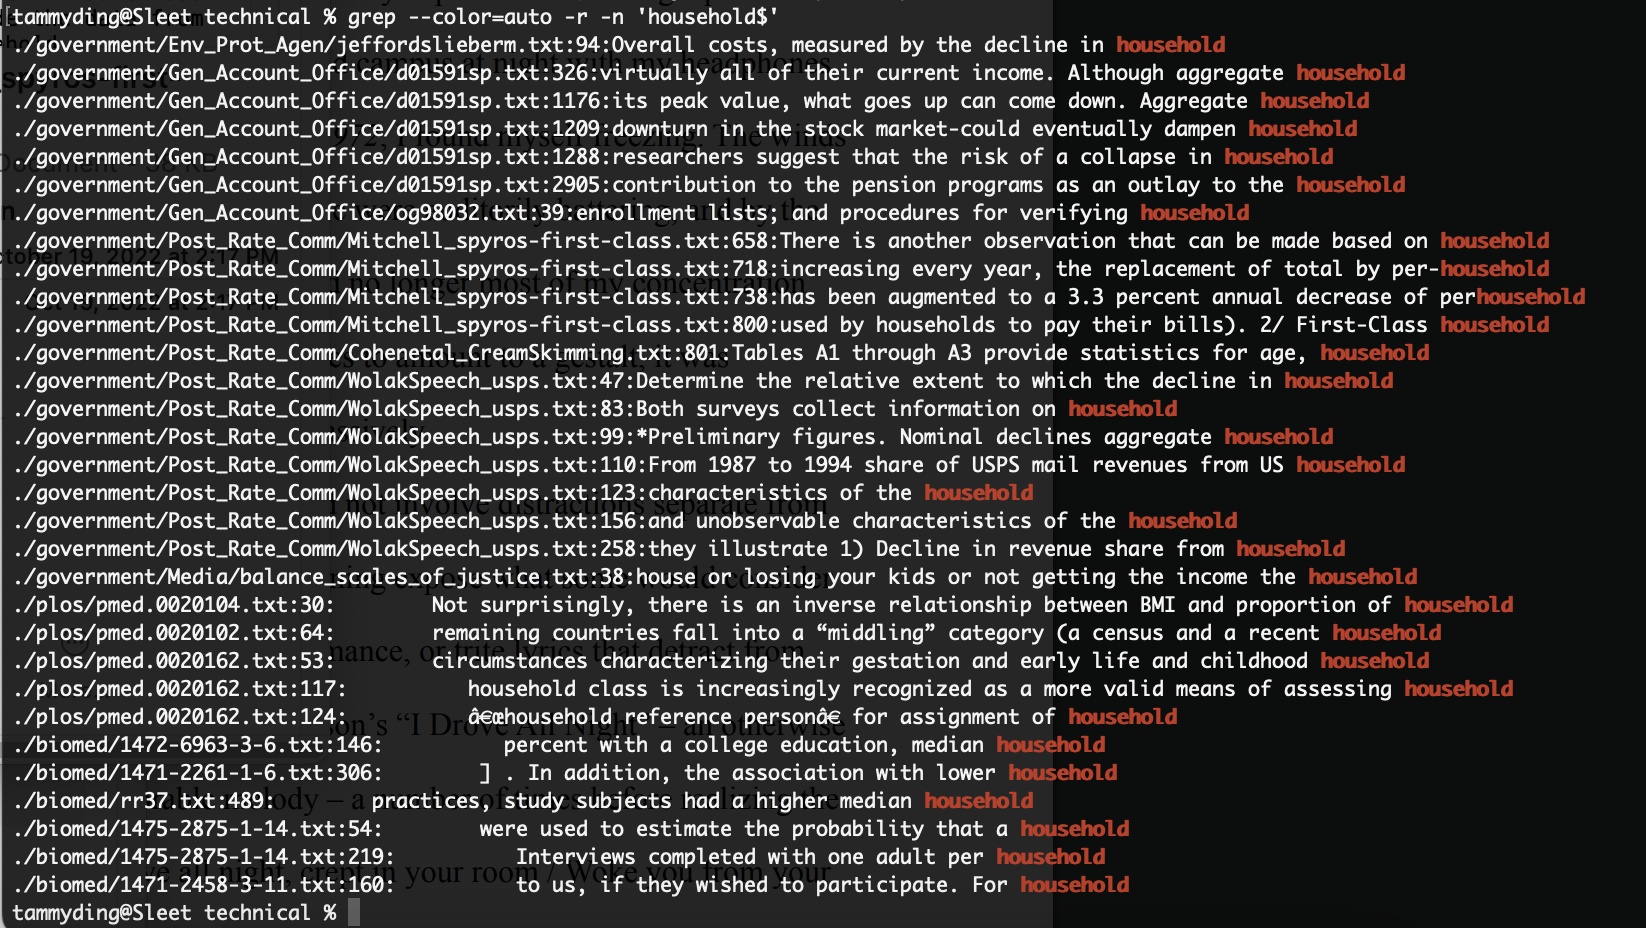 tammyding@Sleet technical % grep --color=auto -r -n 'household$'
./government/Env_Prot_Agen/jeffordslieberm.txt:94:Overall costs, measured by the decline in household
./government/Gen_Account_Office/d01591sp.txt:326:virtually all of their current income. Although aggregate household
./government/Gen_Account_Office/d01591sp.txt:1176:its peak value, what goes up can come down. Aggregate household
./government/Gen_Account_Office/d01591sp.txt:1209:downturn in the stock market-could eventually dampen household
./government/Gen_Account_Office/d01591sp.txt:1288:researchers suggest that the risk of a collapse in household
./government/Gen_Account_Office/d01591sp.txt:2905:contribution to the pension programs as an outlay to the household
./government/Gen_Account_Office/og98032.txt:39:enrollment lists; and procedures for verifying household
./government/Post_Rate_Comm/Mitchell_spyros-first-class.txt:658:There is another observation that can be made based on household
./government/Post_Rate_Comm/Mitchell_spyros-first-class.txt:718:increasing every year, the replacement of total by per-household
./government/Post_Rate_Comm/Mitchell_spyros-first-class.txt:738:has been augmented to a 3.3 percent annual decrease of perhousehold
./government/Post_Rate_Comm/Mitchell_spyros-first-class.txt:800:used by households to pay their bills). 2/ First-Class household
./government/Post_Rate_Comm/Cohenetal_CreamSkimming.txt:801:Tables A1 through A3 provide statistics for age, household
./government/Post_Rate_Comm/WolakSpeech_usps.txt:47:Determine the relative extent to which the decline in household
./government/Post_Rate_Comm/WolakSpeech_usps.txt:83:Both surveys collect information on household
./government/Post_Rate_Comm/WolakSpeech_usps.txt:99:*Preliminary figures. Nominal declines aggregate household
./government/Post_Rate_Comm/WolakSpeech_usps.txt:110:From 1987 to 1994 share of USPS mail revenues from US household
./government/Post_Rate_Comm/WolakSpeech_usps.txt:123:characteristics of the household
./government/Post_Rate_Comm/WolakSpeech_usps.txt:156:and unobservable characteristics of the household
./government/Post_Rate_Comm/WolakSpeech_usps.txt:258:they illustrate 1) Decline in revenue share from household
./government/Media/balance_scales_of_justice.txt:38:house or losing your kids or not getting the income the household
./plos/pmed.0020104.txt:30:        Not surprisingly, there is an inverse relationship between BMI and proportion of household
./plos/pmed.0020102.txt:64:        remaining countries fall into a “middling” category (a census and a recent household
./plos/pmed.0020162.txt:53:        circumstances characterizing their gestation and early life and childhood household
./plos/pmed.0020162.txt:117:          household class is increasingly recognized as a more valid means of assessing household
./plos/pmed.0020162.txt:124:          â€œhousehold reference personâ€ for assignment of household
./biomed/1472-6963-3-6.txt:146:          percent with a college education, median household
./biomed/1471-2261-1-6.txt:306:        ] . In addition, the association with lower household
./biomed/rr37.txt:489:        practices, study subjects had a higher median household
./biomed/1475-2875-1-14.txt:54:        were used to estimate the probability that a household
./biomed/1475-2875-1-14.txt:219:          Interviews completed with one adult per household
./biomed/1471-2458-3-11.txt:160:          to us, if they wished to participate. For household
tammyding@Sleet technical %